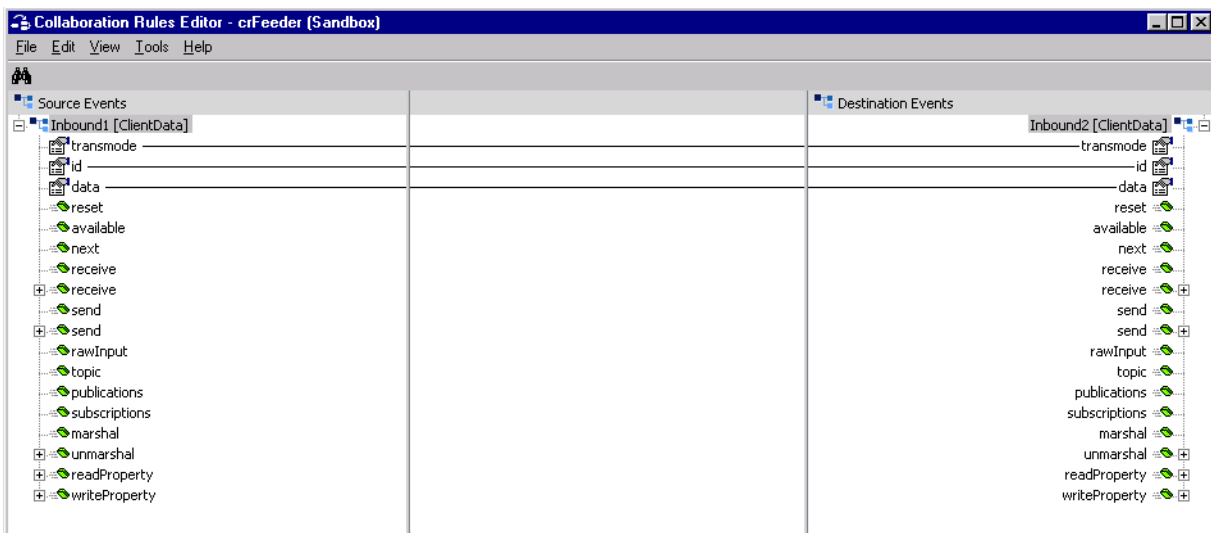 Collaboration Rules Editor - crFeeder (Sandbox)
File Edit View Tools Help
Source Events Destination Events
Inbound1 [ClientData] Inbound2 [ClientData]
transmode transmode
id id
data data
reset reset
available available
next next
receive receive
receive receive
send send
send send
rawInput rawInput
topic topic
publications publications
subscriptions subscriptions
marshal marshal
unmarshal unmarshal
readProperty readProperty
writeProperty writeProperty